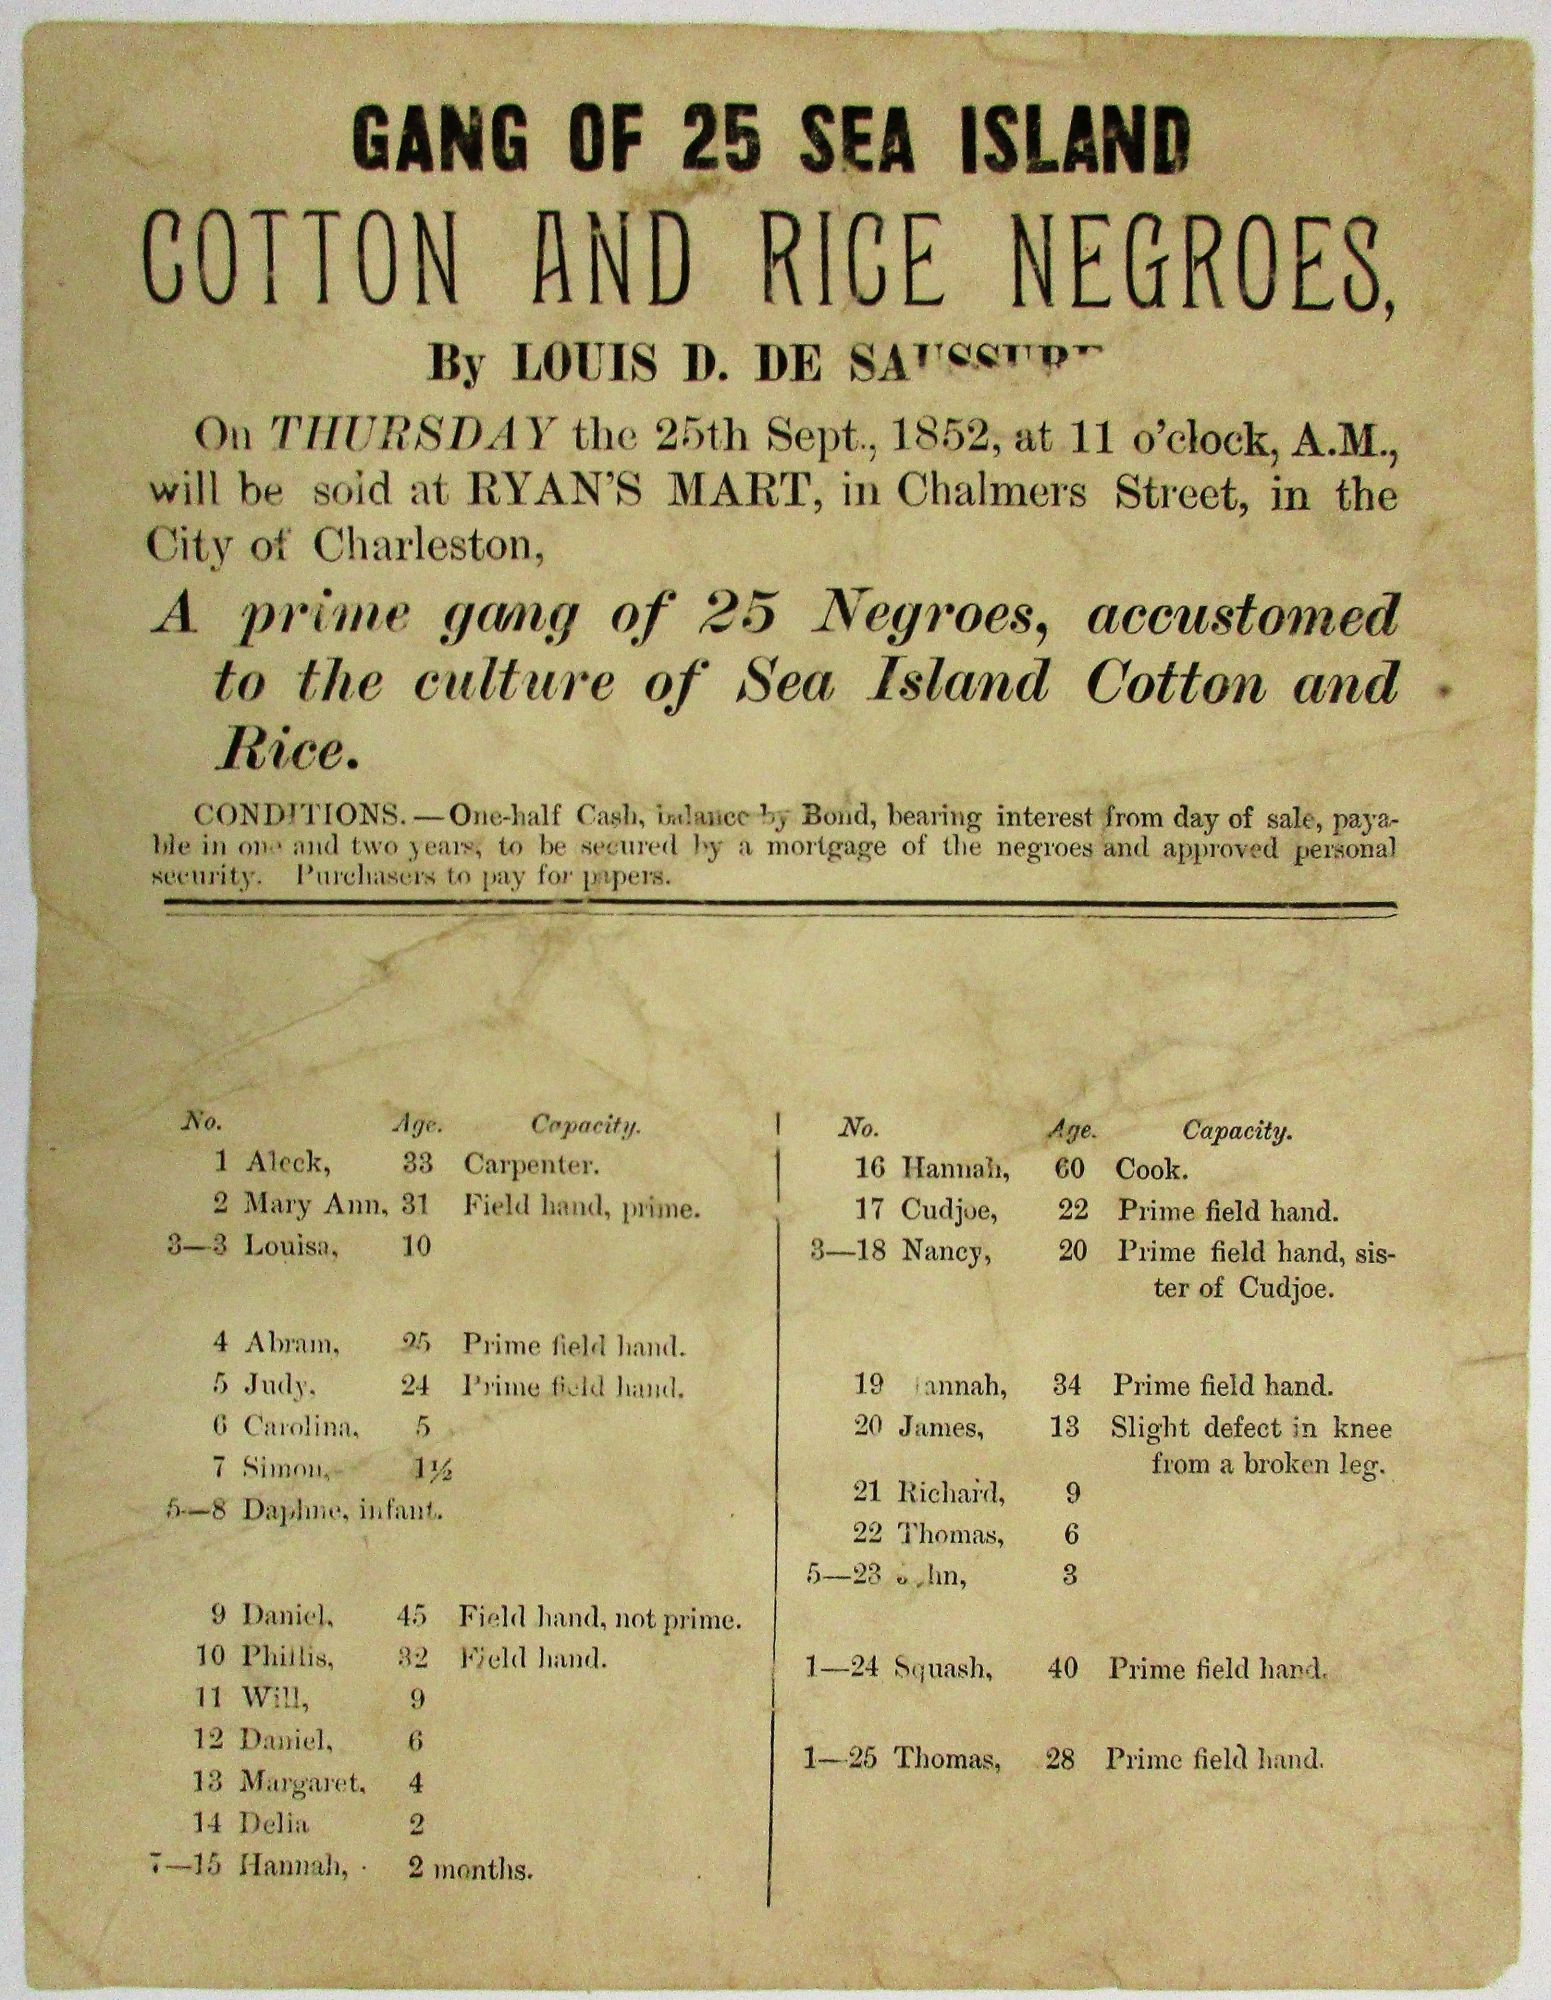 GANG OF 25 SEA ISLAND
COTTON AND RICE NEGROES,
By LOUIS D. DE SAUSSURE
On THURSDAY the 25th Sept., 1852, at 11 o'clock, A.M.,
will be sold at RYAN'S MART, in Chalmers Street, in the
City of Charleston,
A prime gang of 25 Negroes, accustomed
to the culture of Sea Island Cotton and
Rice.
CONDITIONS.—One-half Cash, balance by Bond, bearing interest from day of sale, paya-
ble in one and two years, to be secured by a mortgage of the negroes and approved personal
security. Purchasers to pay for papers.
No. Age. Capacity.
1 Aleck, 33 Carpenter.
2 Mary Ann, 31 Field hand, prime.
3—3 Louisa, 10
4 Abram, 25 Prime field hand.
5 Judy, 24 Prime field hand.
6 Carolina, 5
7 Simon, 1½
5—8 Daphne, infant.
9 Daniel, 45 Field hand, not prime.
10 Phillis, 32 Field hand.
11 Will, 9
12 Daniel, 6
13 Margaret, 4
14 Delia 2
7—15 Hannah, 2 months.
No. Age. Capacity.
16 Hannah, 60 Cook.
17 Cudjoe, 22 Prime field hand.
3—18 Nancy, 20 Prime field hand, sis-
ter of Cudjoe.
19 Hannah, 34 Prime field hand.
20 James, 13 Slight defect in knee
from a broken leg.
21 Richard, 9
22 Thomas, 6
5—23 John, 3
1—24 Squash, 40 Prime field hand.
1—25 Thomas, 28 Prime field hand.